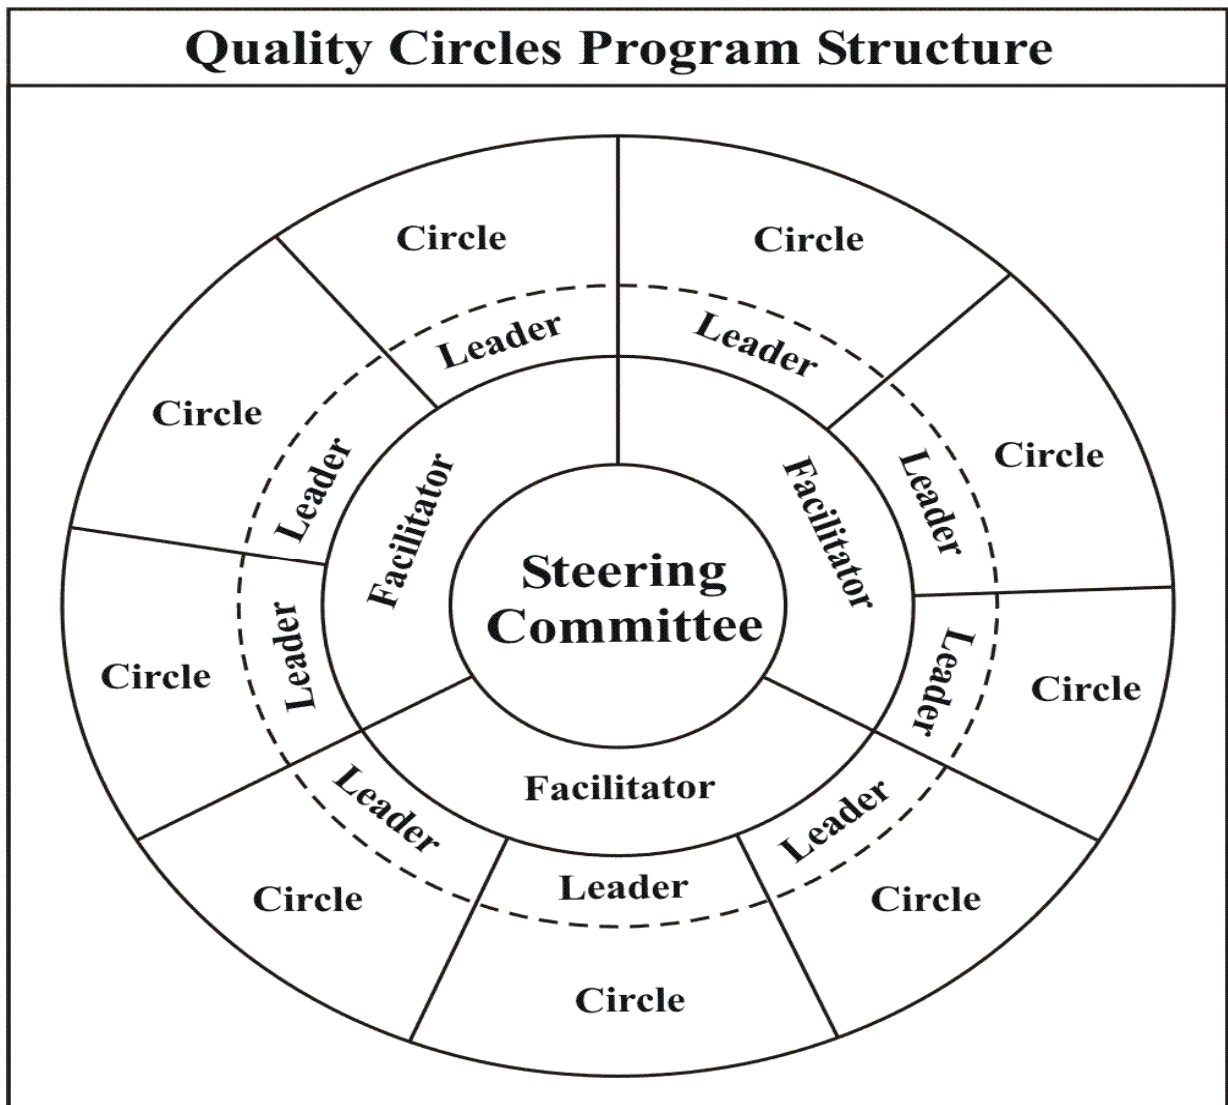 Quality Circles Program Structure
Circle
Circle
Leader
Leader
Circle
Circle
Leader
Leader
Facilitator
Facilitator
Steering
Committee
Circle
Leader
Leader
Circle
Facilitator
Leader
Leader
Leader
Circle
Circle
Circle